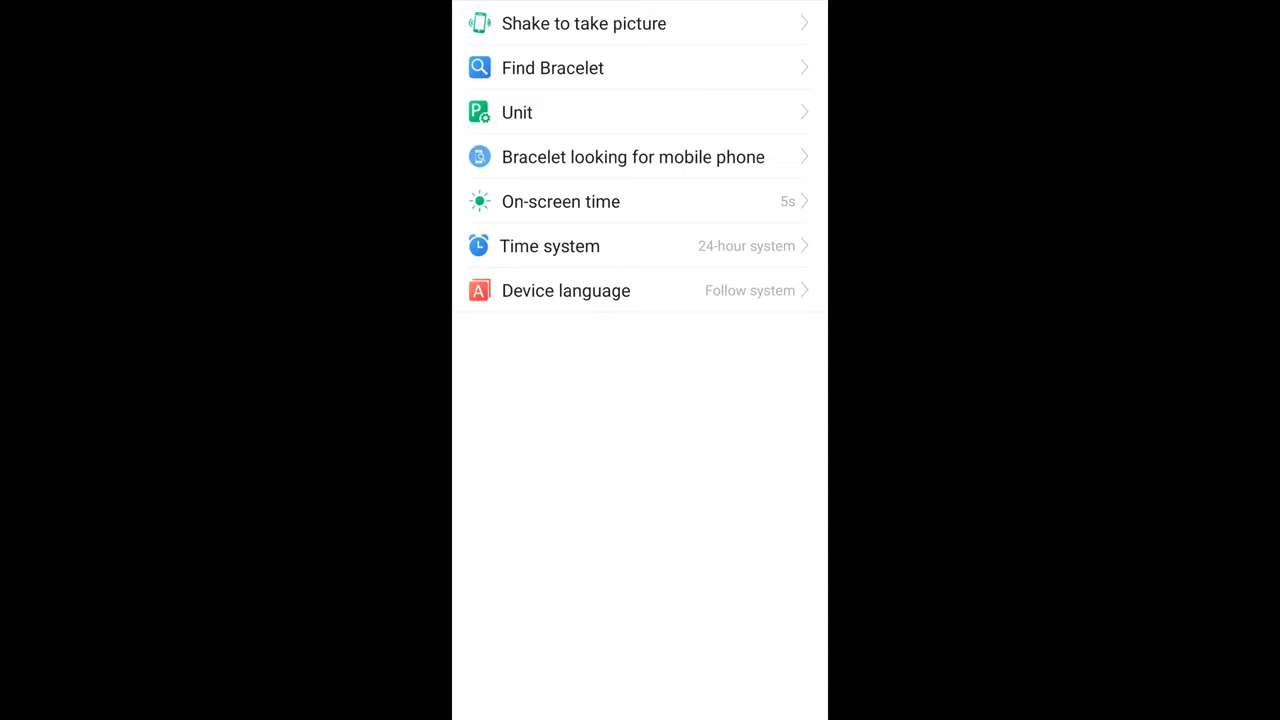 Shake to take picture
Find Bracelet
Unit
Bracelet looking for mobile phone
On-screen time 5s
Time system 24-hour system
Device language Follow system